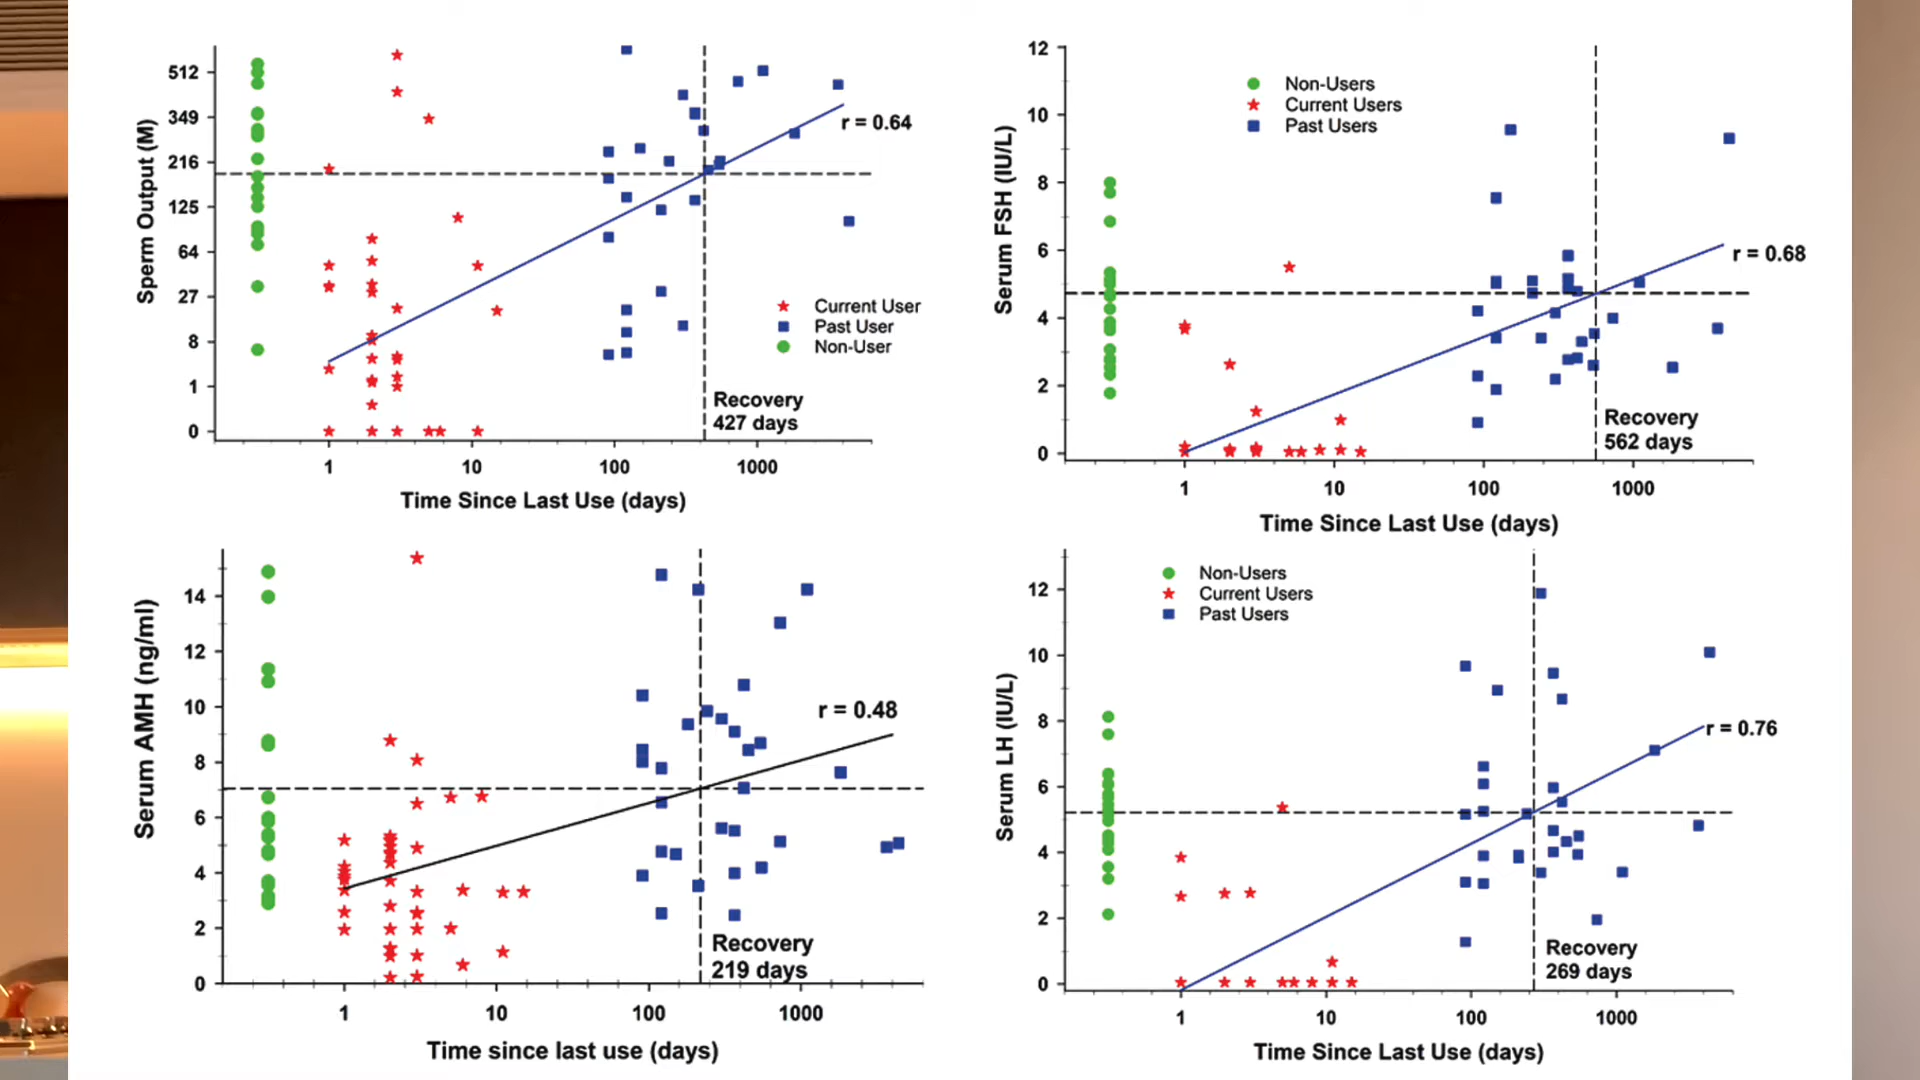 512
349
216
125
64
27
8
1
0
Sperm Output (M)
r = 0.64
Current User
Past User
Non-User
Recovery
427 days
1 10 100 1000
Time Since Last Use (days)
12
10
8
6
4
2
0
Serum FSH (IU/L)
Non-Users
Current Users
Past Users
r = 0.68
Recovery
562 days
1 10 100 1000
Time Since Last Use (days)
14
12
10
8
6
4
2
0
Serum AMH (ng/ml)
r = 0.48
Recovery
219 days
1 10 100 1000
Time since last use (days)
12
10
8
6
4
2
0
Serum LH (IU/L)
Non-Users
Current Users
Past Users
r = 0.76
Recovery
269 days
1 10 100 1000
Time Since Last Use (days)